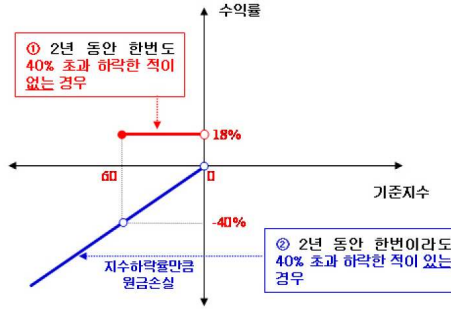 수익률
① 2년 동안 한번도
40% 초과 하락한 적이
없는 경우
18%
60
0
기준지수
-40%
지수하락률만큼
원금손실
② 2년 동안 한번이라도
40% 초과 하락한 적이 있는
경우